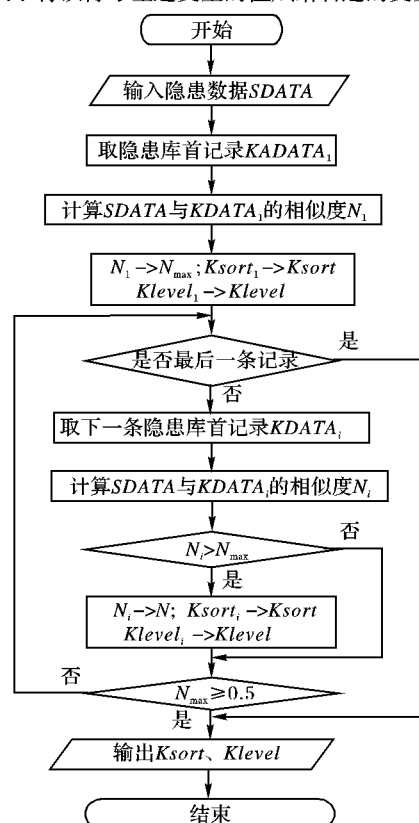 开始
输入隐患数据SDATA
取隐患库首记录KADATA₁
计算SDATA与KDATA₁的相似度N₁
N₁->Nmax;Ksort₁->Ksort
Klevel₁->Klevel
是否最后一条记录
是
否
取下一条隐患库首记录KDATAᵢ
计算SDATA与KDATAᵢ的相似度Nᵢ
Nᵢ>Nmax
否
是
Nᵢ->N; Ksortᵢ->Ksort
Klevelᵢ->Klevel
否
Nmax≥0.5
是
输出Ksort、Klevel
结束